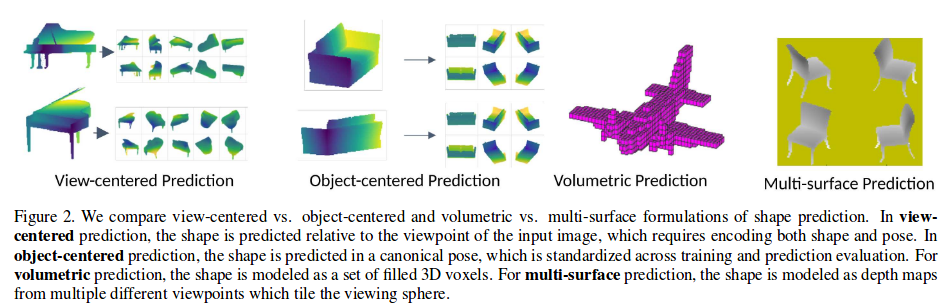 View-centered Prediction
Object-centered Prediction
Volumetric Prediction
Multi-surface Prediction
Figure 2. We compare view-centered vs. object-centered and volumetric vs. multi-surface formulations of shape prediction. In view-
centered prediction, the shape is predicted relative to the viewpoint of the input image, which requires encoding both shape and pose. In
object-centered prediction, the shape is predicted in a canonical pose, which is standardized across training and prediction evaluation. For
volumetric prediction, the shape is modeled as a set of filled 3D voxels. For multi-surface prediction, the shape is modeled as depth maps
from multiple different viewpoints which tile the viewing sphere.